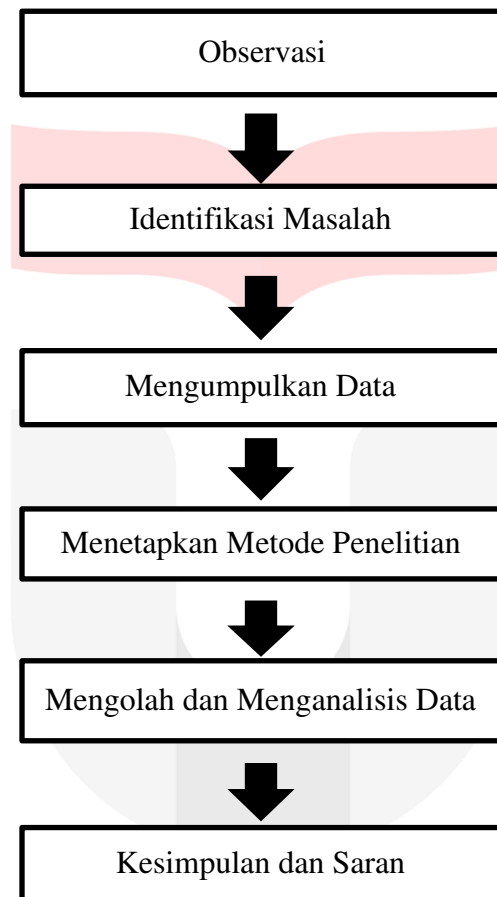 Observasi
Identifikasi Masalah
Mengumpulkan Data
Menetapkan Metode Penelitian
Mengolah dan Menganalisis Data
Kesimpulan dan Saran